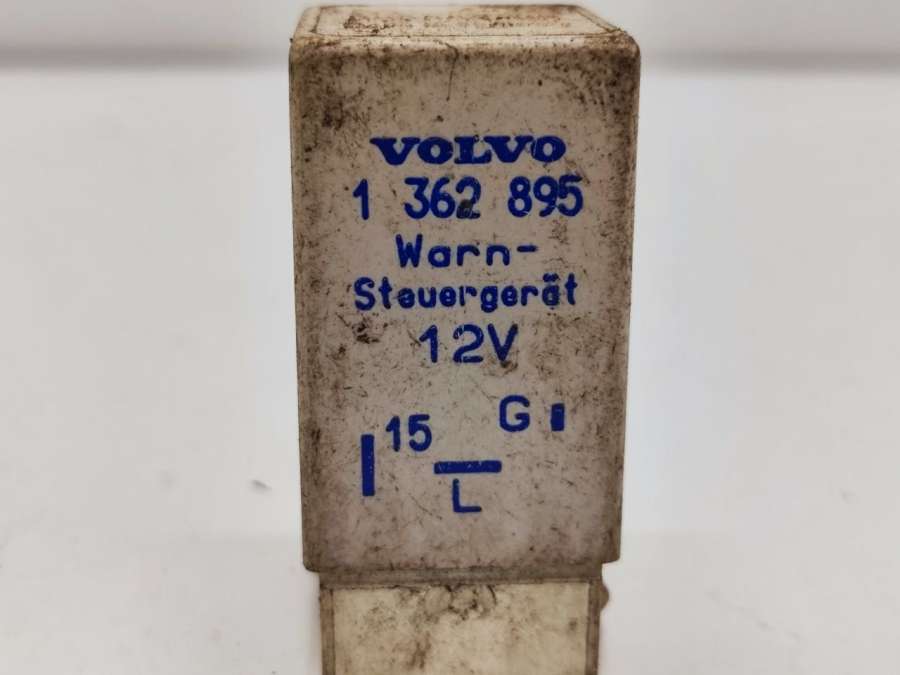 VOLVO
1 362 895
Warn-
Steuergerät
12V
15 G
L